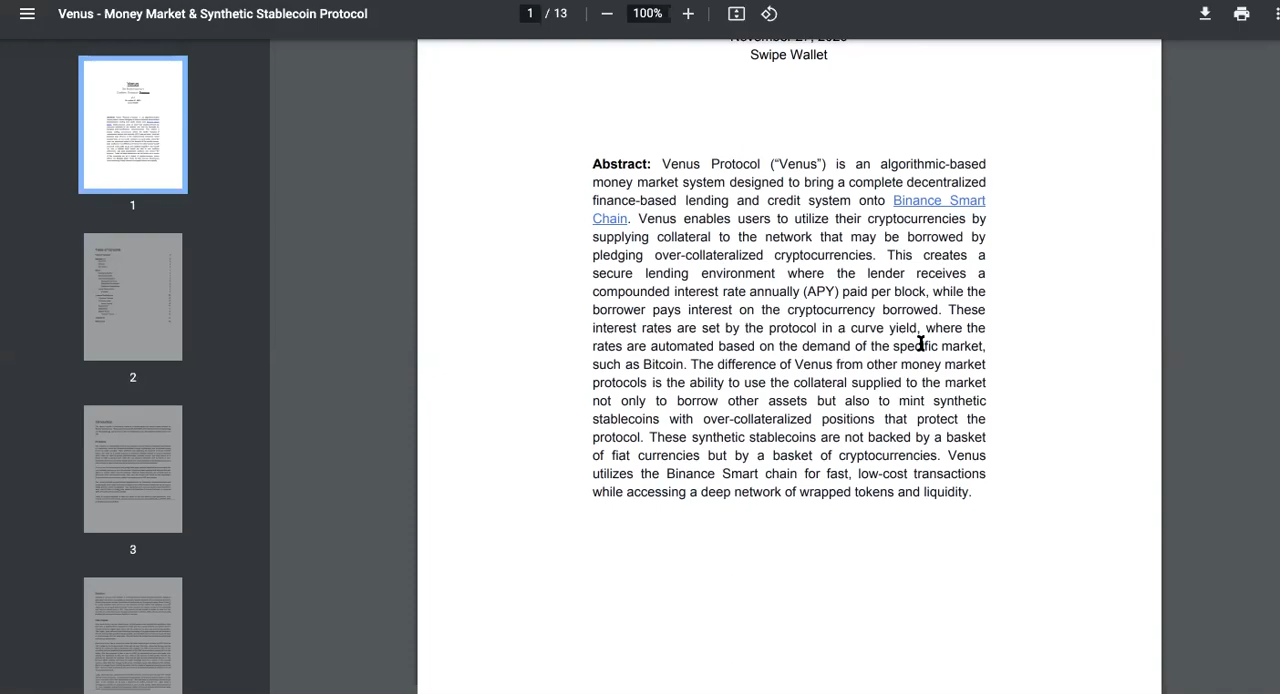 Venus - Money Market & Synthetic Stablecoin Protocol
1 / 13
100%
Swipe Wallet
Abstract: Venus Protocol (“Venus”) is an algorithmic-based
money market system designed to bring a complete decentralized
finance-based lending and credit system onto Binance Smart
Chain. Venus enables users to utilize their cryptocurrencies by
supplying collateral to the network that may be borrowed by
pledging over-collateralized cryptocurrencies. This creates a
secure lending environment where the lender receives a
compounded interest rate annually (APY) paid per block, while the
borrower pays interest on the cryptocurrency borrowed. These
interest rates are set by the protocol in a curve yield, where the
rates are automated based on the demand of the specific market,
such as Bitcoin. The difference of Venus from other money market
protocols is the ability to use the collateral supplied to the market
not only to borrow other assets but also to mint synthetic
stablecoins with over-collateralized positions that protect the
protocol. These synthetic stablecoins are not backed by a basket
of fiat currencies but by a basket of cryptocurrencies. Venus
utilizes the Binance Smart chain for fast, low-cost transactions
while accessing a deep network of wrapped tokens and liquidity.
1
2
3